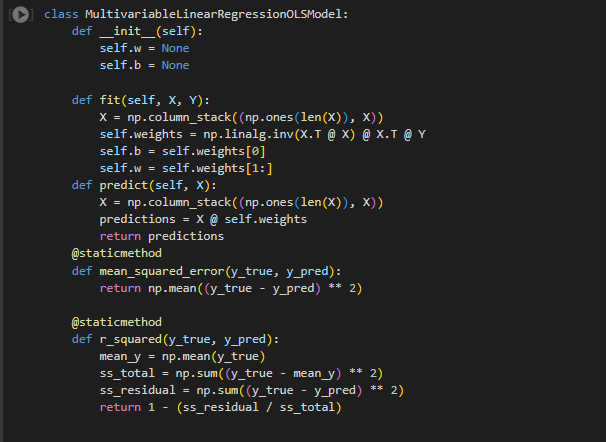 class MultivariableLinearRegressionOLSModel:
    def __init__(self):
        self.w = None
        self.b = None

    def fit(self, X, Y):
        X = np.column_stack((np.ones(len(X)), X))
        self.weights = np.linalg.inv(X.T @ X) @ X.T @ Y
        self.b = self.weights[0]
        self.w = self.weights[1:]
    def predict(self, X):
        X = np.column_stack((np.ones(len(X)), X))
        predictions = X @ self.weights
        return predictions
    @staticmethod
    def mean_squared_error(y_true, y_pred):
        return np.mean((y_true - y_pred) ** 2)

    @staticmethod
    def r_squared(y_true, y_pred):
        mean_y = np.mean(y_true)
        ss_total = np.sum((y_true - mean_y) ** 2)
        ss_residual = np.sum((y_true - y_pred) ** 2)
        return 1 - (ss_residual / ss_total)